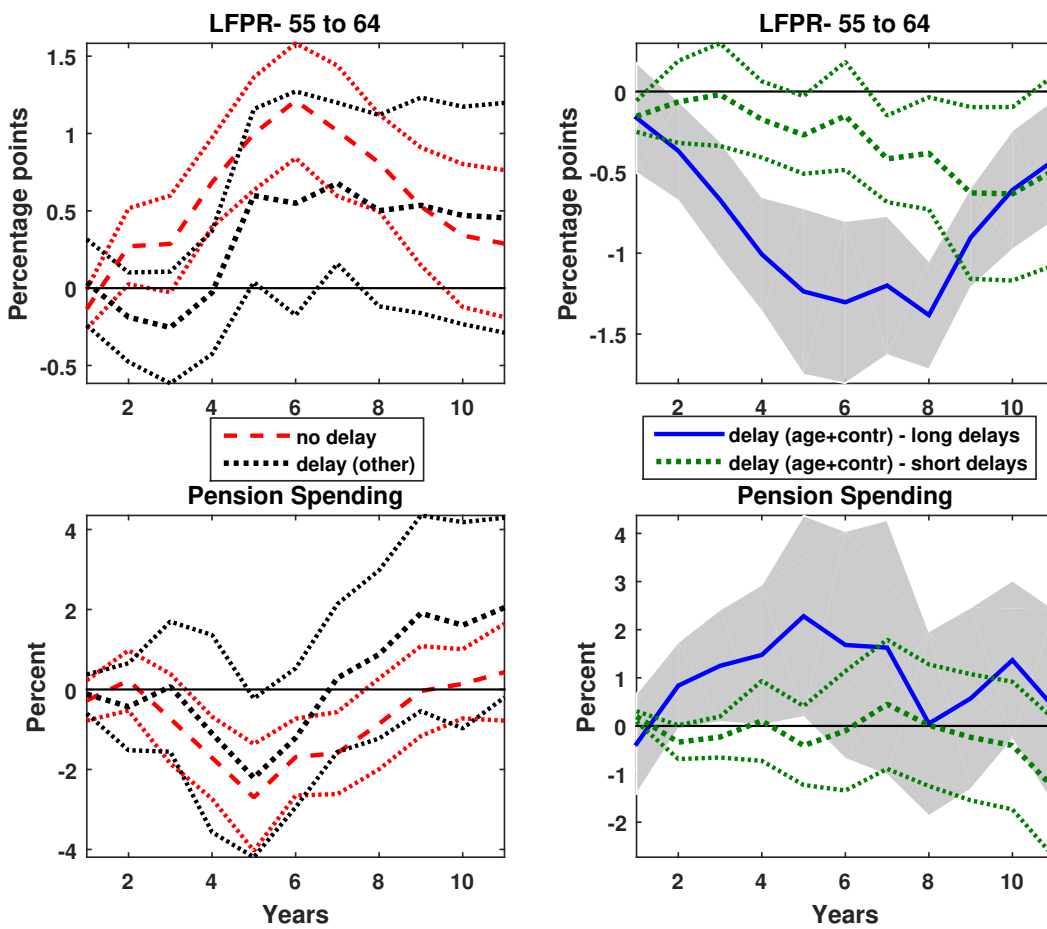 LFPR- 55 to 64
Percentage points
1.5
1
0.5
0
-0.5
2
4
6
8
10
LFPR- 55 to 64
Percentage points
0
-0.5
-1
-1.5
2
4
6
8
10
no delay
delay (other)
delay (age+contr) - long delays
delay (age+contr) - short delays
Pension Spending
Percent
4
2
0
-2
-4
2
4
6
8
10
Years
Pension Spending
Percent
4
3
2
1
0
-1
-2
2
4
6
8
10
Years